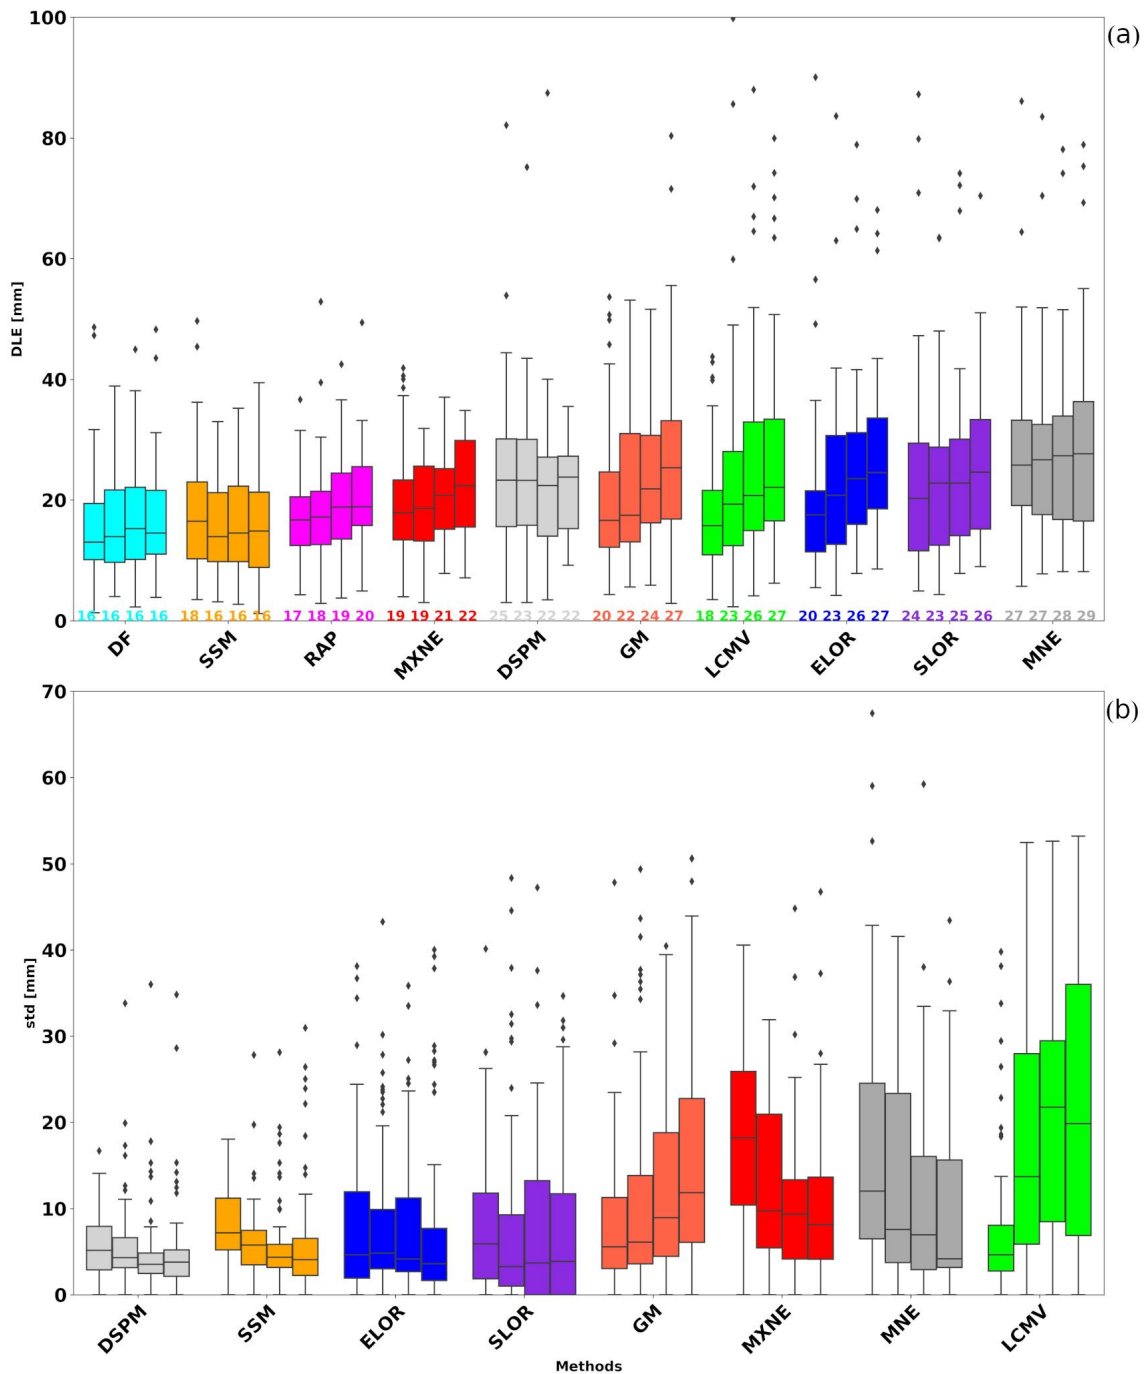 (a)
100
80
60
40
20
0
DLE [mm]
16 16 16 16 18 16 16 16 17 18 19 20 19 19 21 22 25 23 22 22 20 22 24 27 18 23 26 27 20 23 26 27 24 23 25 26 27 27 28 29
DF SSM RAP MXNE DSPM GM LCMV ELOR SLOR MNE
(b)
70
60
50
40
30
20
10
0
std [mm]
DSPM SSM ELOR SLOR GM MXNE MNE LCMV
Methods